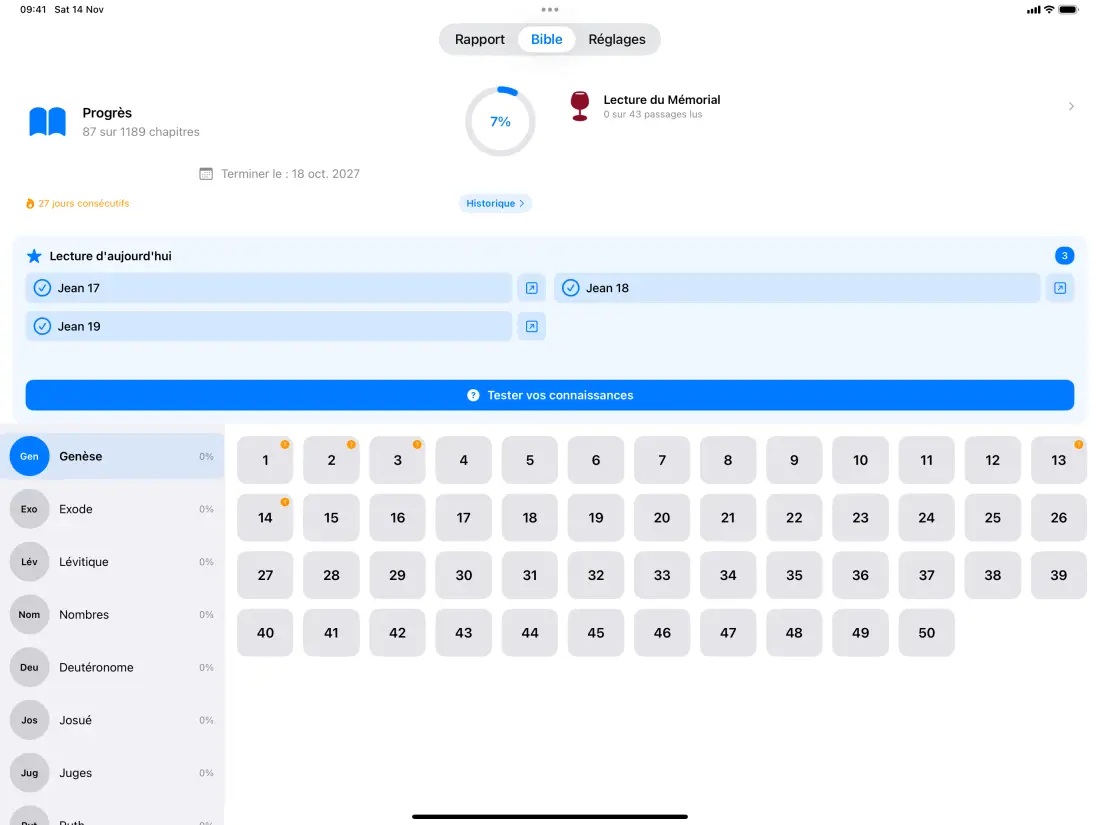 09:41 Sat 14 Nov
Rapport Bible Réglages
Progrès
87 sur 1189 chapitres
7%
Lecture du Mémorial
0 sur 43 passages lus
Terminer le : 18 oct. 2027
27 jours consécutifs
Historique
Lecture d'aujourd'hui
3
Jean 17
Jean 18
Jean 19
? Tester vos connaissances
Gen Genèse 0%
Exo Exode 0%
Lév Lévitique 0%
Nom Nombres 0%
Deu Deutéronome 0%
Jos Josué 0%
Jug Juges 0%
Rut Ruth 0%
1 2 3 4 5 6 7 8 9 10 11 12 13
14 15 16 17 18 19 20 21 22 23 24 25 26
27 28 29 30 31 32 33 34 35 36 37 38 39
40 41 42 43 44 45 46 47 48 49 50